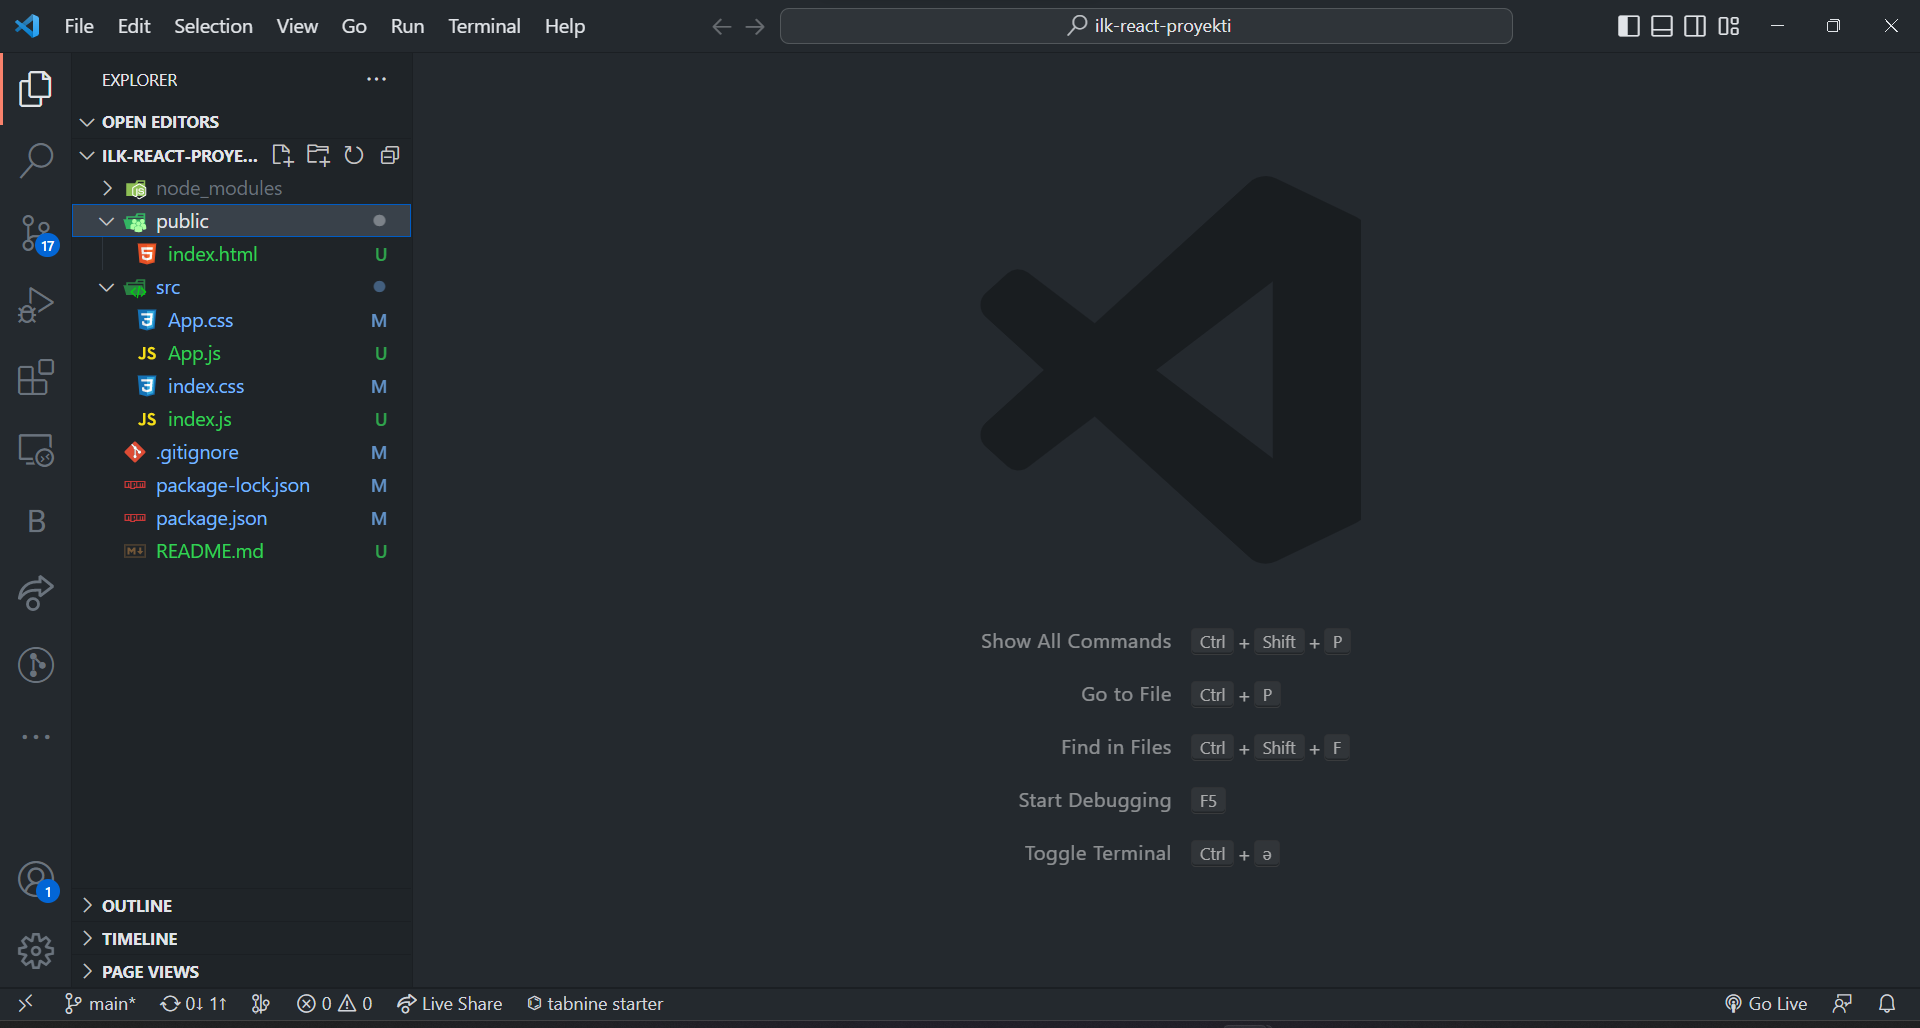 File Edit Selection View Go Run Terminal Help
ilk-react-proyekti
EXPLORER
OPEN EDITORS
ILK-REACT-PROYE...
node_modules
public
index.html U
src
App.css M
App.js U
index.css M
index.js U
.gitignore M
package-lock.json M
package.json M
README.md U
17
B
1
Show All Commands Ctrl + Shift + P
Go to File Ctrl + P
Find in Files Ctrl + Shift + F
Start Debugging F5
Toggle Terminal Ctrl + ə
OUTLINE
TIMELINE
PAGE VIEWS
main* 0↓ 1↑ 0 0 Live Share tabnine starter Go Live